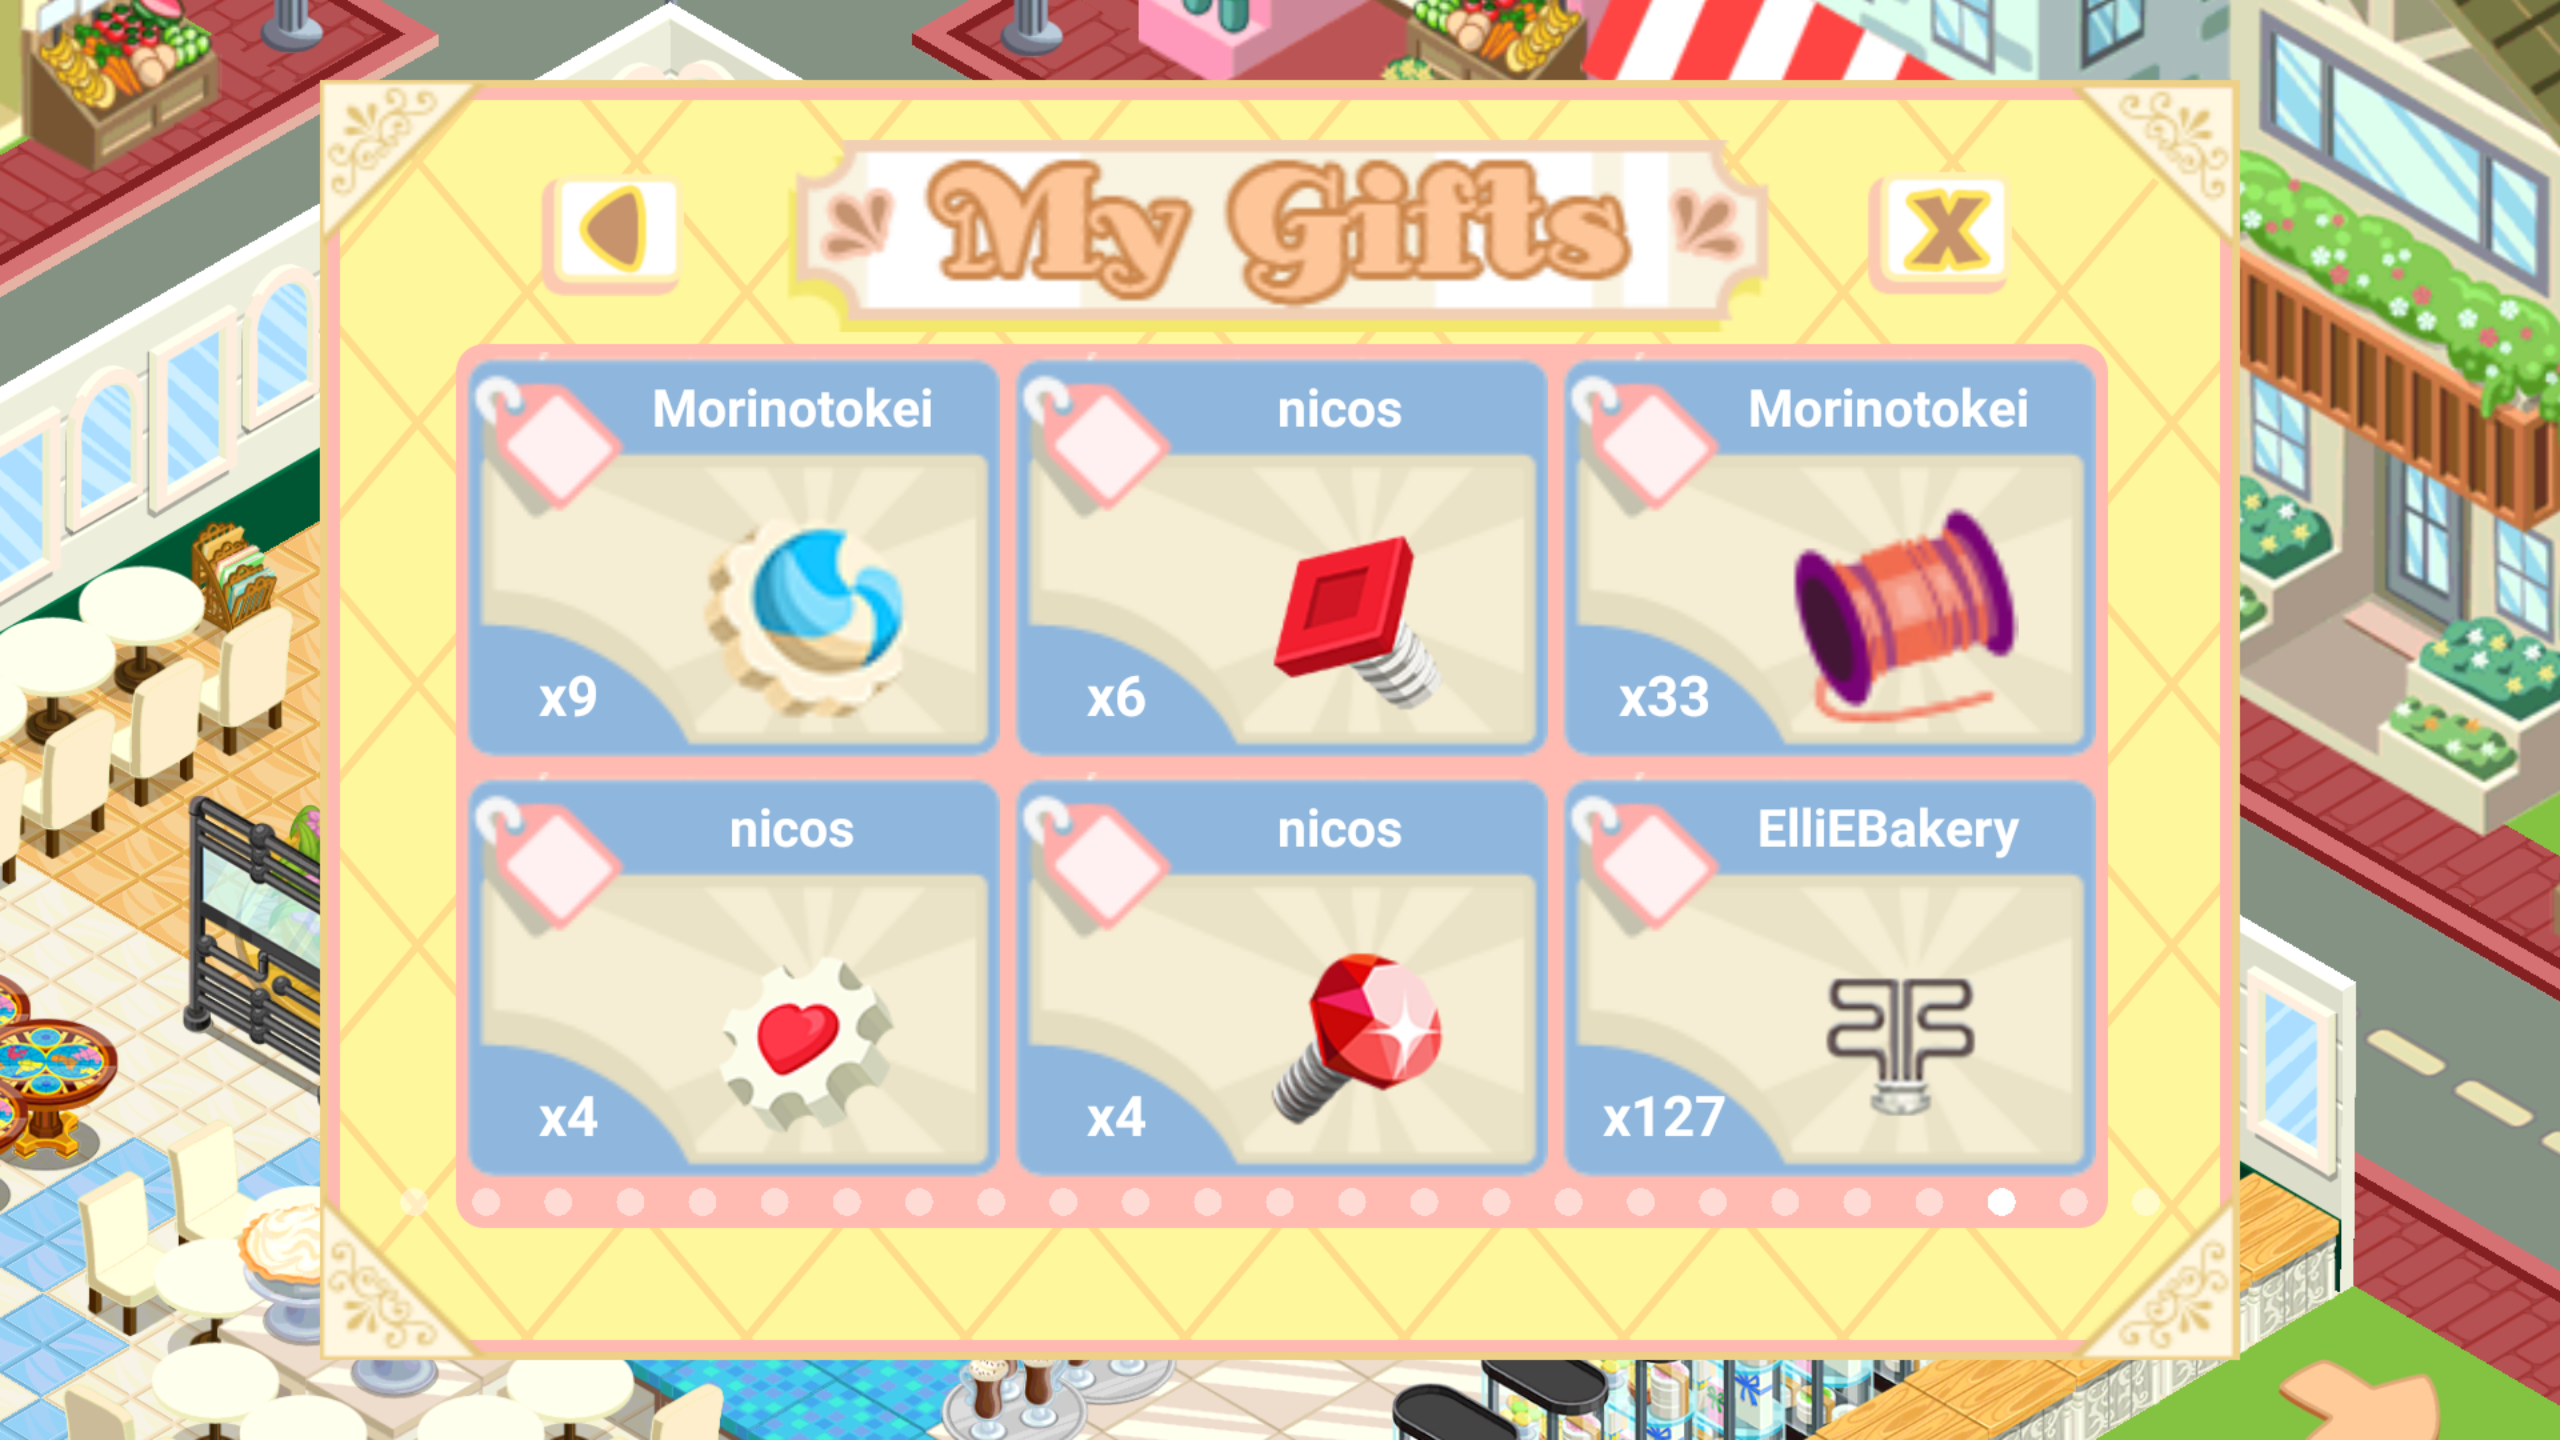 My Gifts
Morinotokei
x9
nicos
x6
Morinotokei
x33
nicos
x4
nicos
x4
ElliEBakery
x127